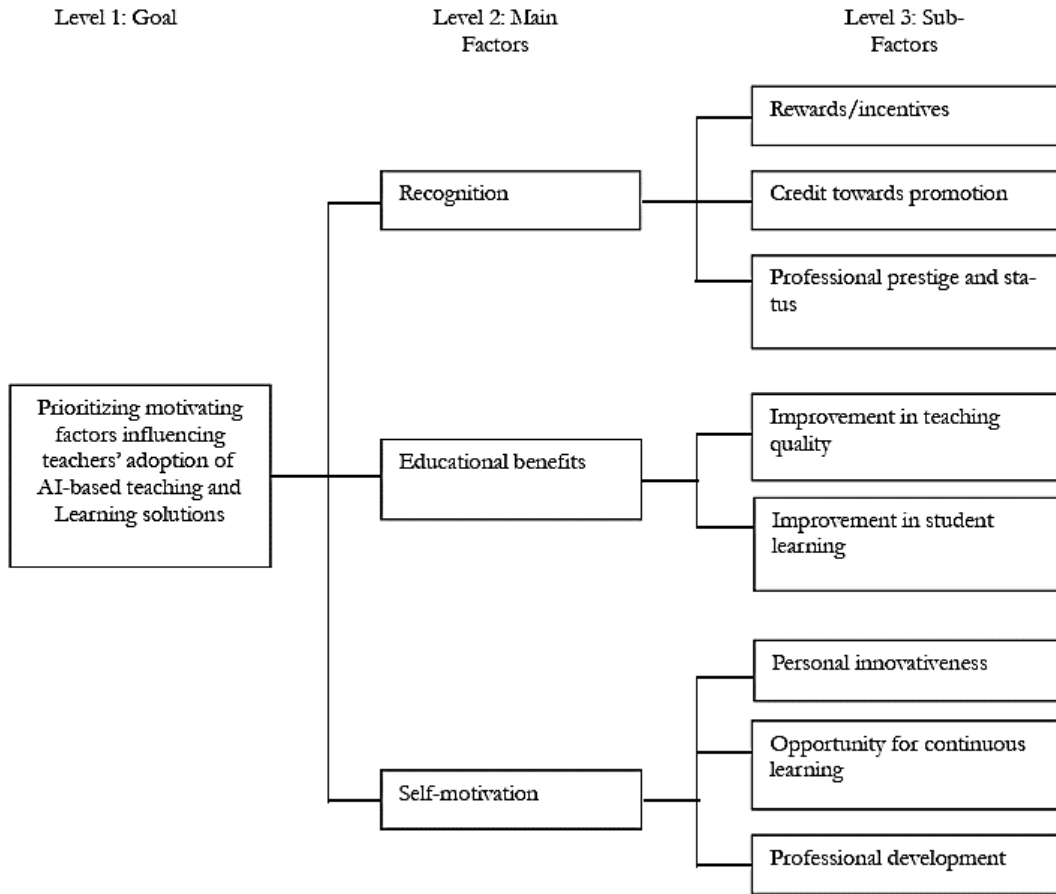 Level 1: Goal
Level 2: Main
Factors
Level 3: Sub-
Factors
Rewards/incentives
Recognition
Credit towards promotion
Professional prestige and sta-
tus
Prioritizing motivating
factors influencing
teachers' adoption of
AI-based teaching and
Learning solutions
Educational benefits
Improvement in teaching
quality
Improvement in student
learning
Personal innovativeness
Opportunity for continuous
learning
Self-motivation
Professional development